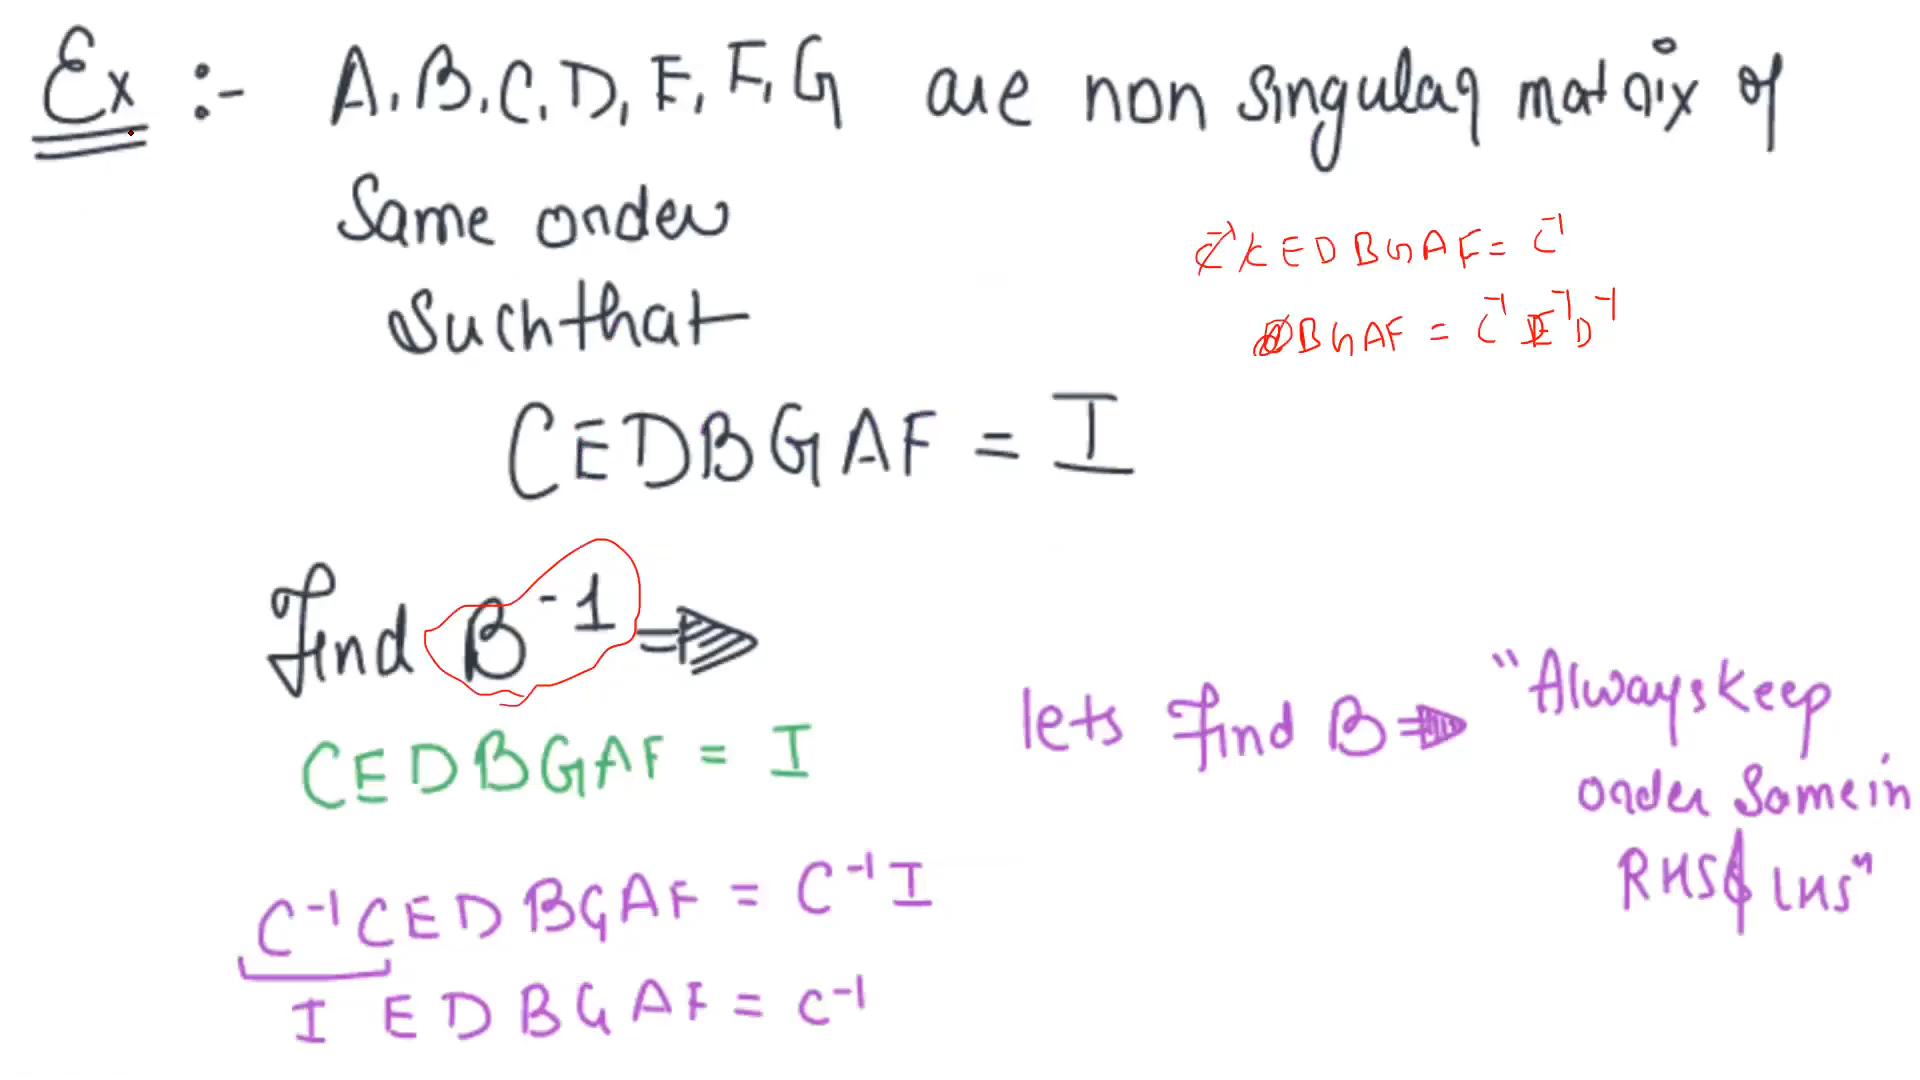 Ex :- A, B, C, D, E, F, G are non singular matrix of
Same order
Such that
CEDBGAF = I
C⁻¹CEDBGAF = C⁻¹
BGAF = C⁻¹E⁻¹D⁻¹
Find B⁻¹ ⇒
CEDBGAF = I
lets Find B ⇒ "Always keep
order Same in
RHS & LHS"
C⁻¹CEDBGAF = C⁻¹I
I EDBGAF = C⁻¹